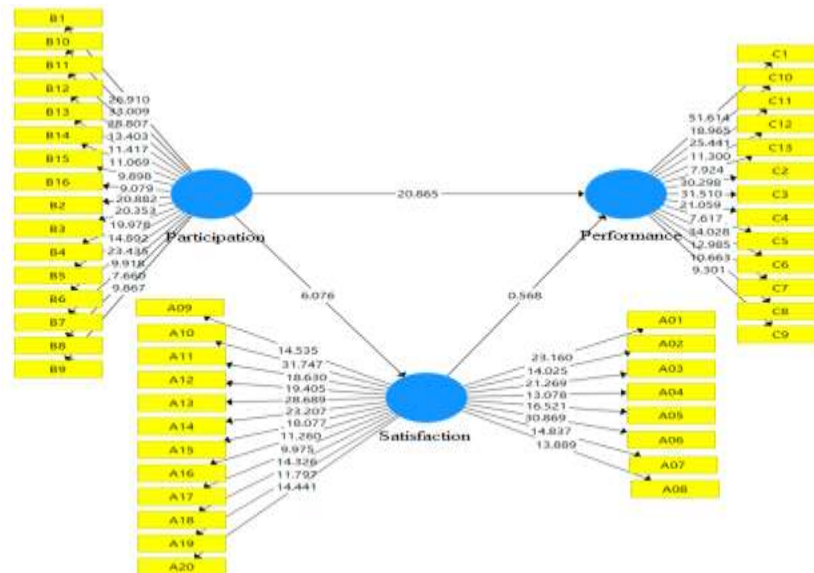 B1
B10
B11
B12
B13
B14
B15
B16
B2
B3
B4
B5
B6
B7
B8
B9
26.910
33.009
28.807
13.403
11.417
11.069
9.898
9.079
20.882
20.353
19.978
14.892
23.435
9.918
7.660
9.867
Participation
20.865
6.076
0.568
Performance
51.614
18.965
25.441
11.300
7.924
30.298
31.510
21.059
7.617
34.028
12.985
10.663
9.301
C1
C10
C11
C12
C13
C2
C3
C4
C5
C6
C7
C8
C9
A09
A10
A11
A12
A13
A14
A15
A16
A17
A18
A19
A20
14.535
31.747
18.630
19.405
28.689
23.207
18.077
11.260
9.975
14.326
11.797
14.441
Satisfaction
23.160
14.025
21.269
13.078
16.521
30.869
14.837
13.889
A01
A02
A03
A04
A05
A06
A07
A08